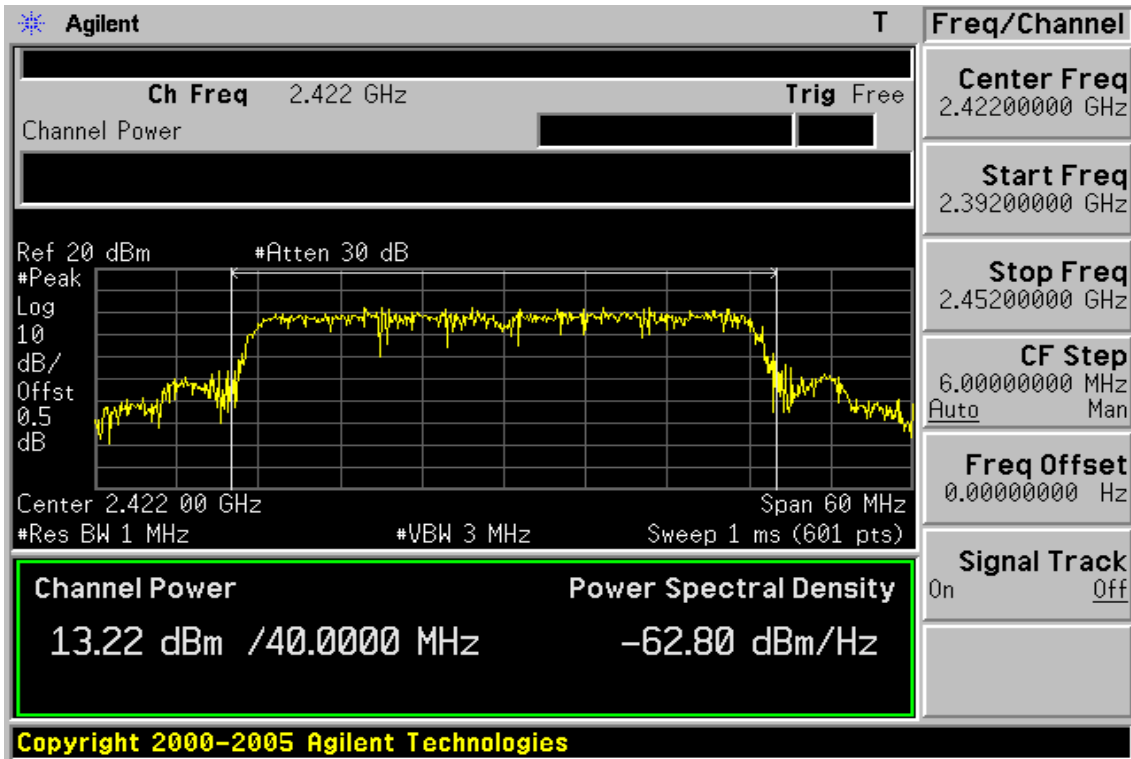 Agilent T
Ch Freq 2.422 GHz Trig Free
Channel Power
Ref 20 dBm #Atten 30 dB
#Peak
Log
10
dB/
Offst
0.5
dB
Center 2.422 00 GHz Span 60 MHz
#Res BW 1 MHz #VBW 3 MHz Sweep 1 ms (601 pts)
Channel Power Power Spectral Density
13.22 dBm /40.0000 MHz -62.80 dBm/Hz
Copyright 2000-2005 Agilent Technologies
Freq/Channel
Center Freq
2.42200000 GHz
Start Freq
2.39200000 GHz
Stop Freq
2.45200000 GHz
CF Step
6.00000000 MHz
Auto Man
Freq Offset
0.00000000 Hz
Signal Track
On Off